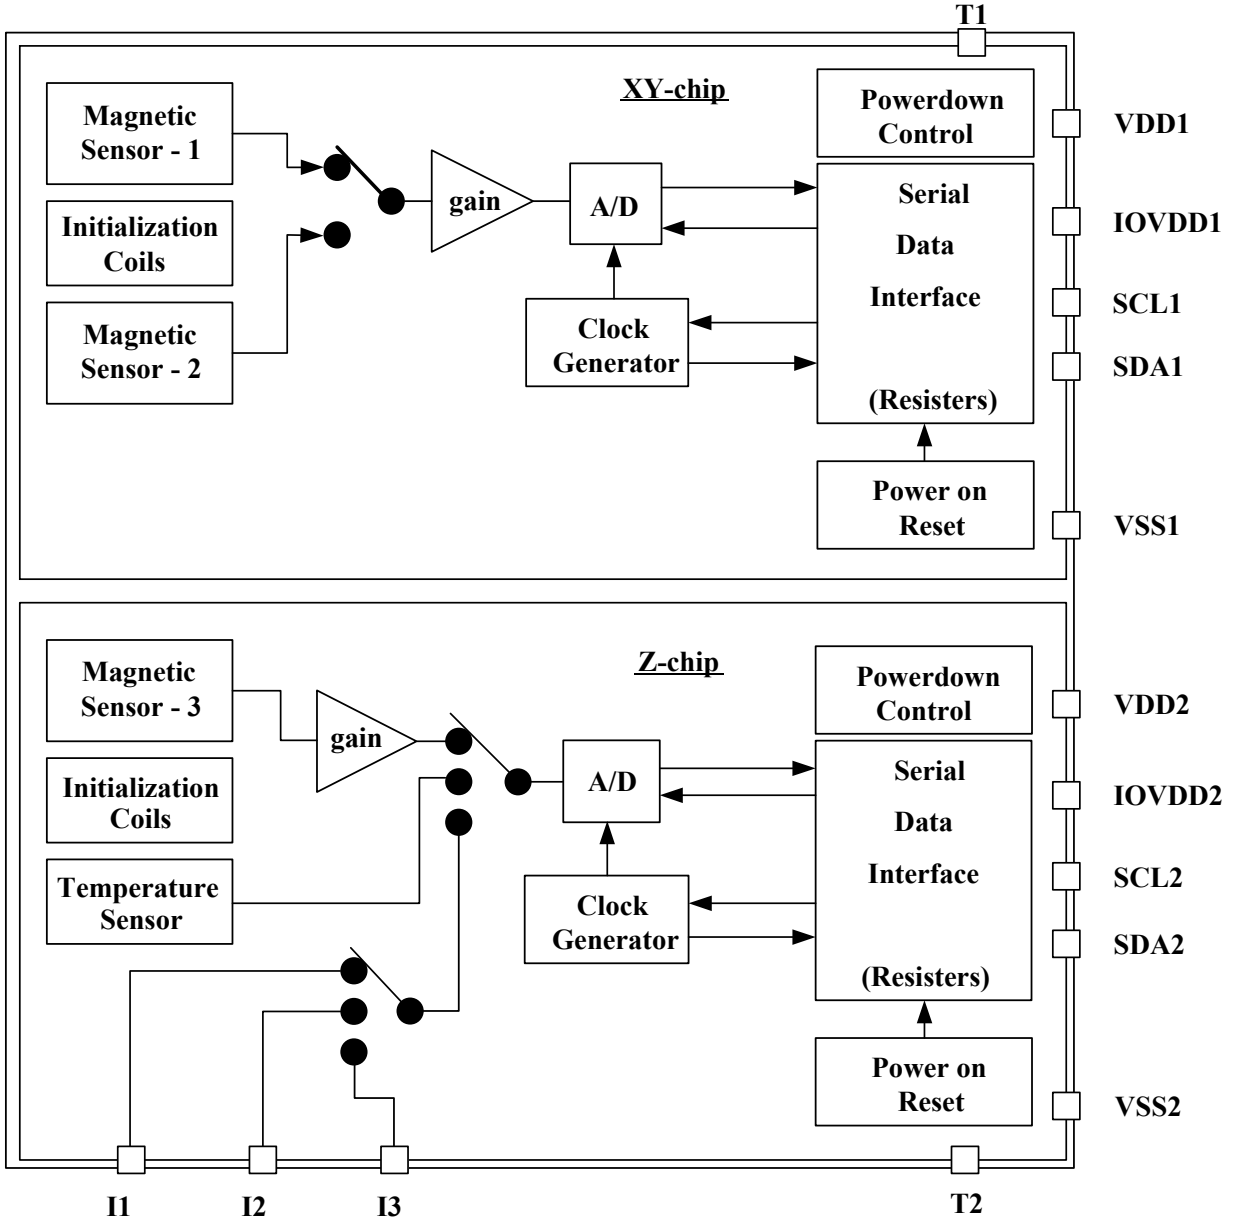 T1
XY-chip
Magnetic
Sensor - 1
Initialization
Coils
Magnetic
Sensor - 2
gain
A/D
Clock
Generator
Powerdown
Control
Serial
Data
Interface
(Resisters)
Power on
Reset
VDD1
IOVDD1
SCL1
SDA1
VSS1
Z-chip
Magnetic
Sensor - 3
Initialization
Coils
Temperature
Sensor
gain
A/D
Clock
Generator
Powerdown
Control
Serial
Data
Interface
(Resisters)
Power on
Reset
VDD2
IOVDD2
SCL2
SDA2
VSS2
I1
I2
I3
T2